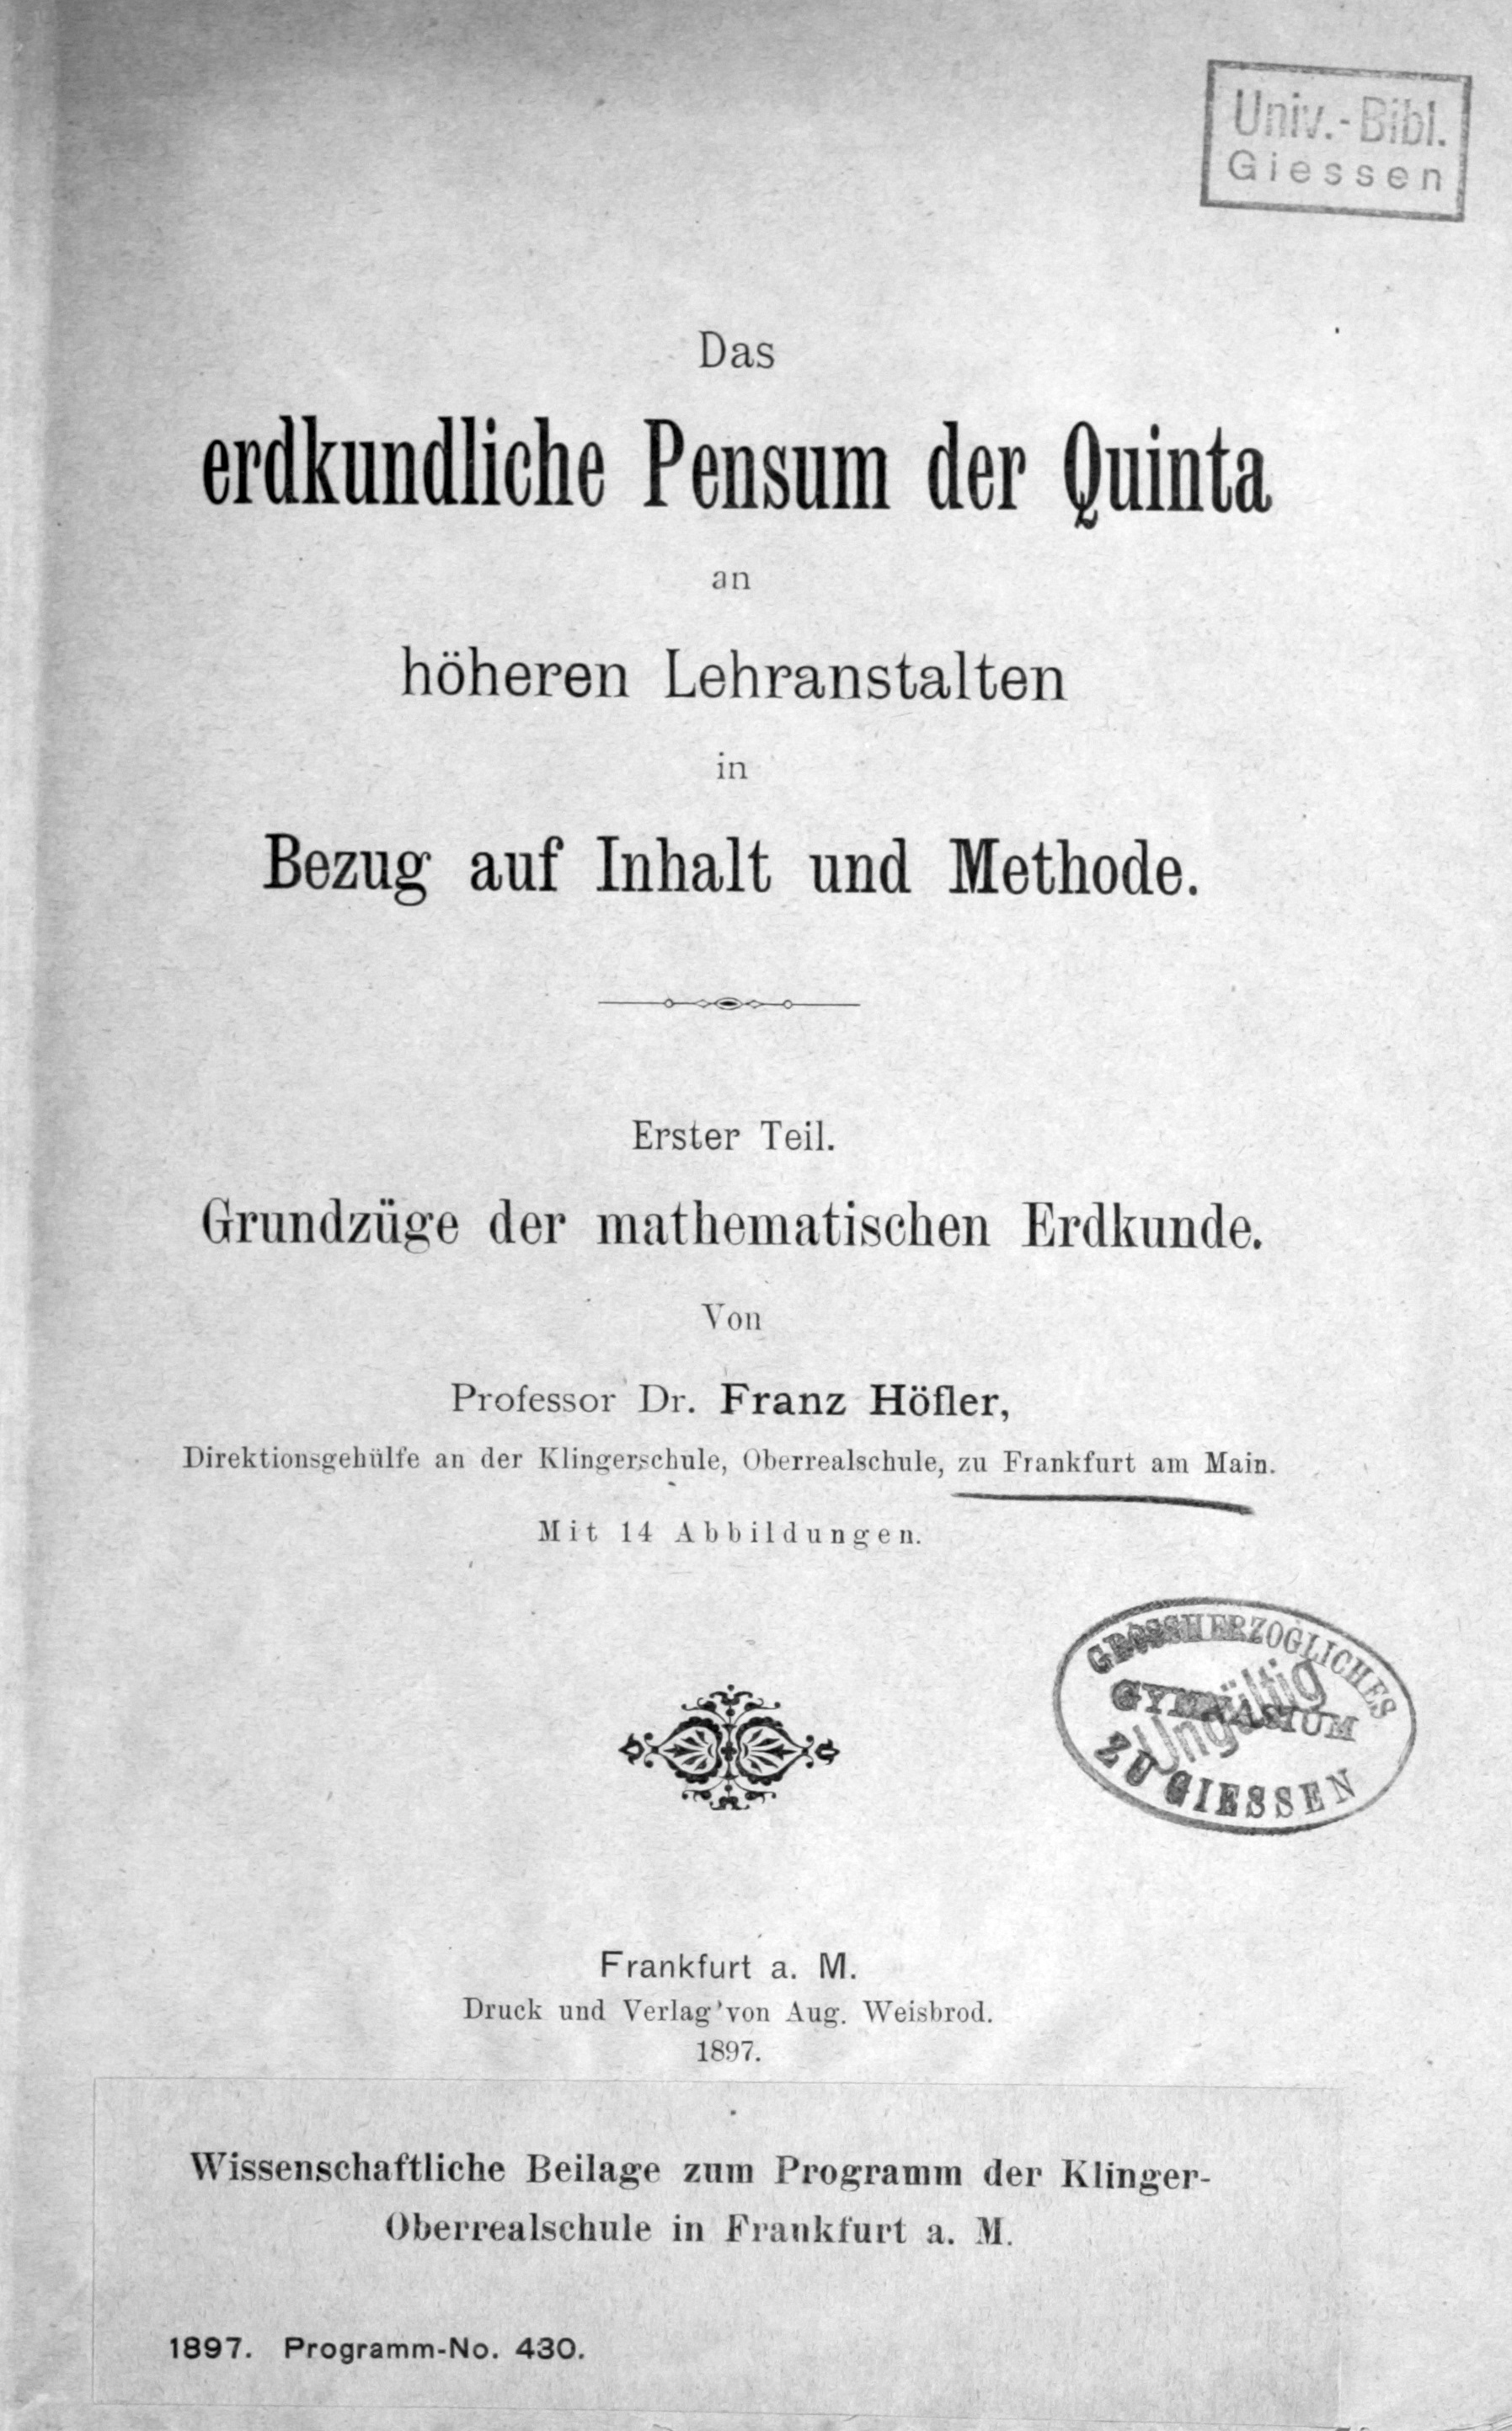 Univ.-Bibl.
Giessen
Das
erdkundliche Pensum der Quinta
an
höheren Lehranstalten
in
Bezug auf Inhalt und Methode.
Erster Teil.
Grundzüge der mathematischen Erdkunde.
Von
Professor Dr. Franz Höfler,
Direktionsgehülfe an der Klingerschule, Oberrealschule, zu Frankfurt am Main.
Mit 14 Abbildungen.
GROSSHERZOGLICHES
GYMNASIUM
Ungültig
ZU GIESSEN
Frankfurt a. M.
Druck und Verlag von Aug. Weisbrod.
1897.
Wissenschaftliche Beilage zum Programm der Klinger-
Oberrealschule in Frankfurt a. M.
1897. Programm-No. 430.